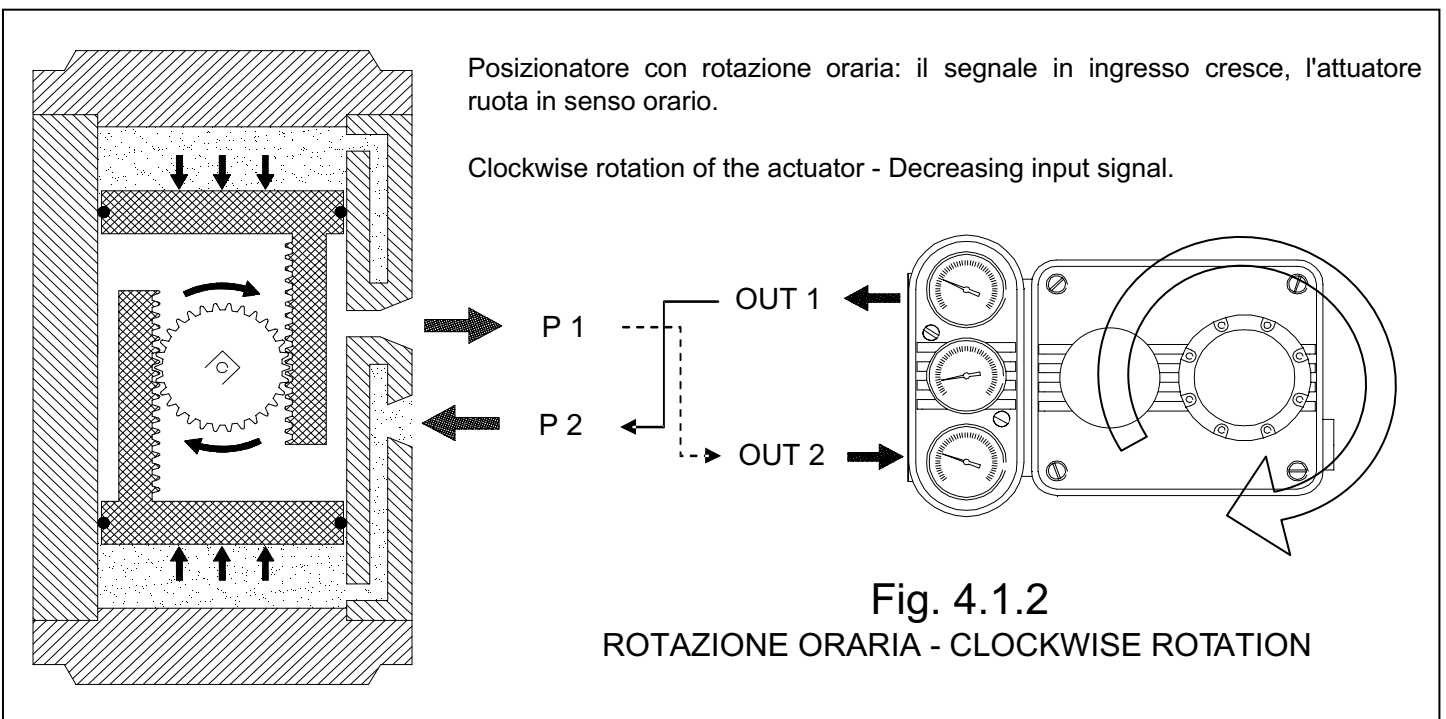 Posizionatore con rotazione oraria: il segnale in ingresso cresce, l'attuatore
ruota in senso orario.
Clockwise rotation of the actuator - Decreasing input signal.
OUT 1
P 1
P 2
OUT 2
Fig. 4.1.2
ROTAZIONE ORARIA - CLOCKWISE ROTATION